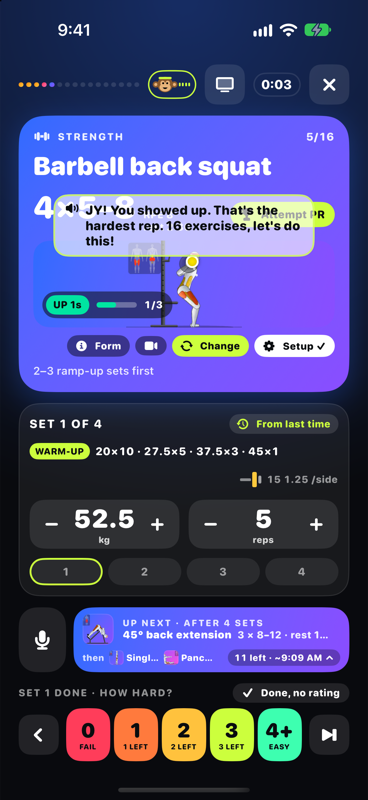 9:41
0:03
STRENGTH
5/16
Barbell back squat
JY! You showed up. That's the
hardest rep. 16 exercises, let's do
this!
UP 1s
1/3
Form
Change
Setup ✓
2–3 ramp-up sets first
SET 1 OF 4
From last time
WARM-UP 20×10 · 27.5×5 · 37.5×3 · 45×1
15 1.25 /side
− 52.5 +
kg
− 5 +
reps
1 2 3 4
UP NEXT · AFTER 4 SETS
45° back extension 3 × 8–12 · rest 1…
then Singl… Panc… 11 left · ~9:09 AM
SET 1 DONE · HOW HARD?
✓ Done, no rating
0 1 2 3 4+
FAIL 1 LEFT 2 LEFT 3 LEFT EASY